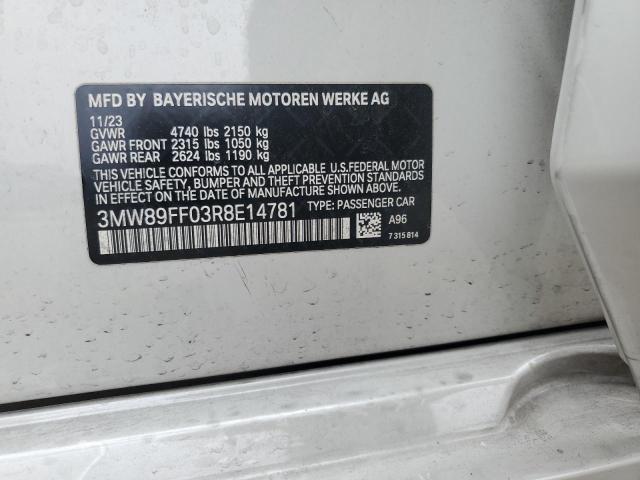 MFD BY BAYERISCHE MOTOREN WERKE AG
11/23
GVWR 4740 lbs 2150 kg
GAWR FRONT 2315 lbs 1050 kg
GAWR REAR 2624 lbs 1190 kg
THIS VEHICLE CONFORMS TO ALL APPLICABLE U.S.FEDERAL MOTOR
VEHICLE SAFETY, BUMPER AND THEFT PREVENTION STANDARDS
IN EFFECT ON THE DATE OF MANUFACTURE SHOWN ABOVE.
3MW89FF03R8E14781 TYPE: PASSENGER CAR
A96
7 315 814